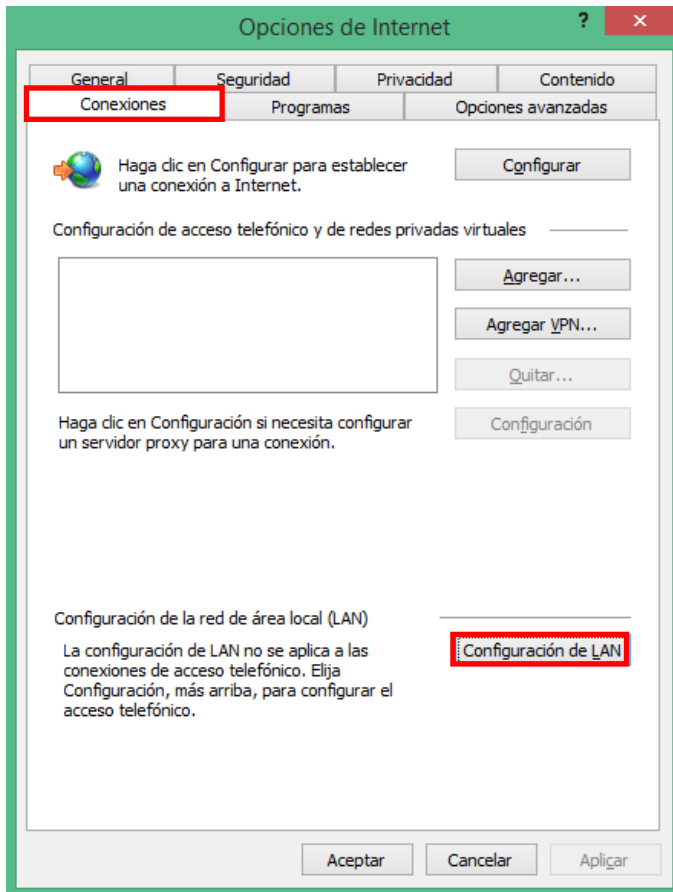 Opciones de Internet
?
×
General
Seguridad
Privacidad
Contenido
Conexiones
Programas
Opciones avanzadas
Haga clic en Configurar para establecer
una conexión a Internet.
Configurar
Configuración de acceso telefónico y de redes privadas virtuales
Agregar...
Agregar VPN...
Quitar...
Haga clic en Configuración si necesita configurar
un servidor proxy para una conexión.
Configuración
Configuración de la red de área local (LAN)
La configuración de LAN no se aplica a las
conexiones de acceso telefónico. Elija
Configuración, más arriba, para configurar el
acceso telefónico.
Configuración de LAN
Aceptar
Cancelar
Aplicar